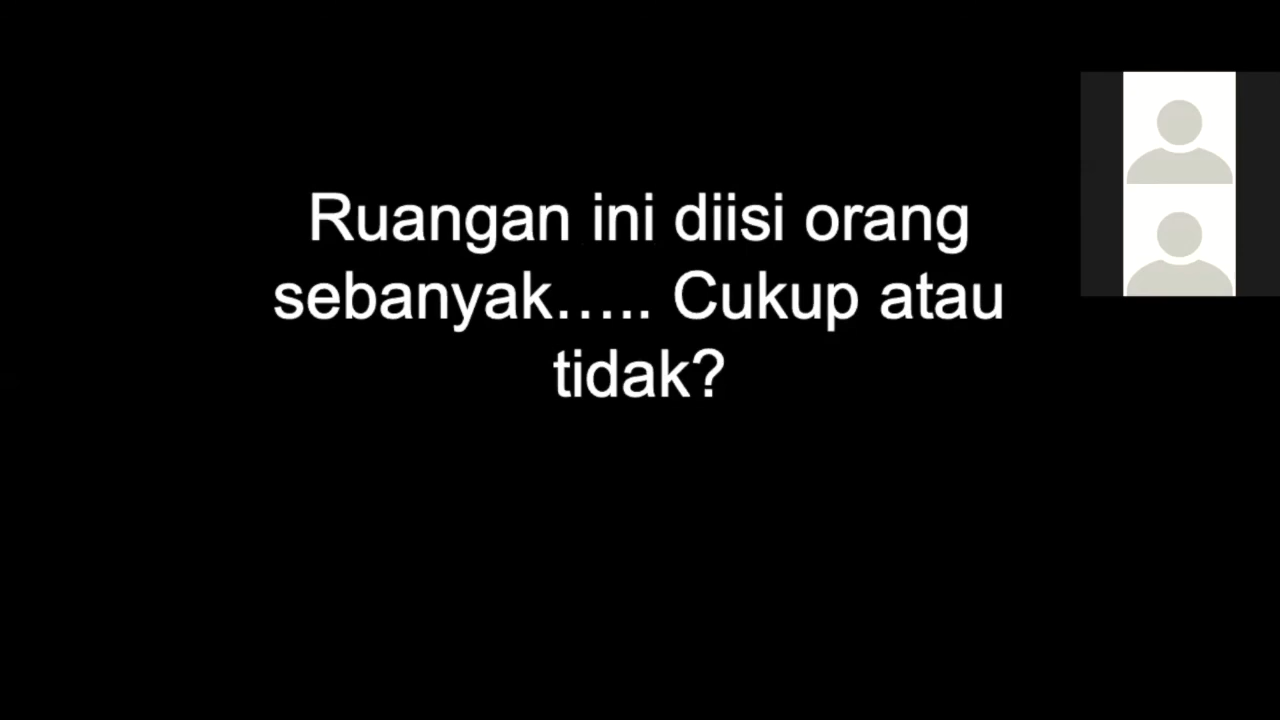 Ruangan ini diisi orang
sebanyak….. Cukup atau
tidak?